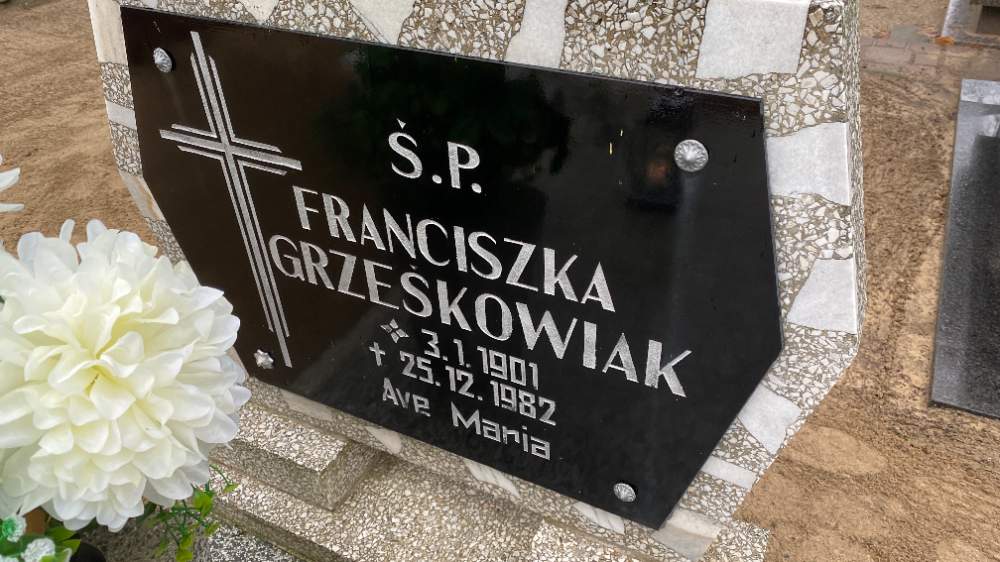 Ś.P.
FRANCISZKA
GRZEŚKOWIAK
3.1.1901
† 25.12.1982
Ave Maria